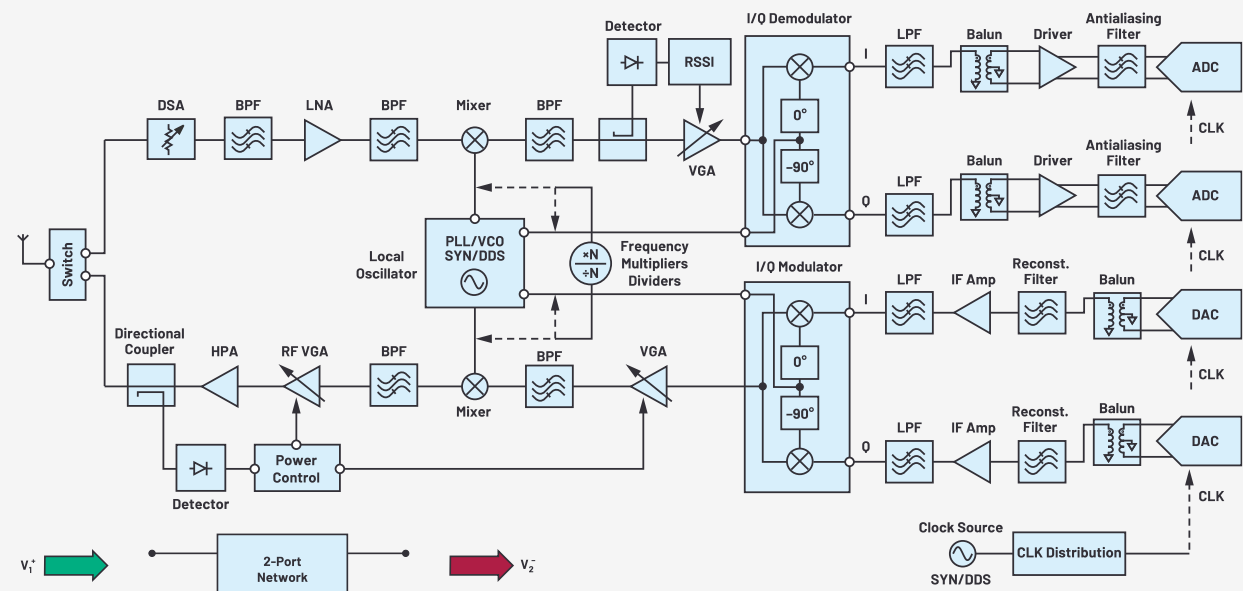 I/Q Demodulator
Detector
RSSI
I
LPF
Balun
Driver
Antialiasing
Filter
ADC
CLK
DSA
BPF
LNA
BPF
Mixer
BPF
VGA
0°
–90°
Q
LPF
Balun
Driver
Antialiasing
Filter
ADC
CLK
Switch
Local
Oscillator
PLL/VCO
SYN/DDS
×N
÷N
Frequency
Multipliers
Dividers
I/Q Modulator
I
LPF
IF Amp
Reconst.
Filter
Balun
DAC
CLK
Directional
Coupler
HPA
RF VGA
BPF
Mixer
BPF
VGA
0°
–90°
Q
LPF
IF Amp
Reconst.
Filter
Balun
DAC
CLK
Detector
Power
Control
Clock Source
SYN/DDS
CLK Distribution
V1+
2-Port
Network
V2–